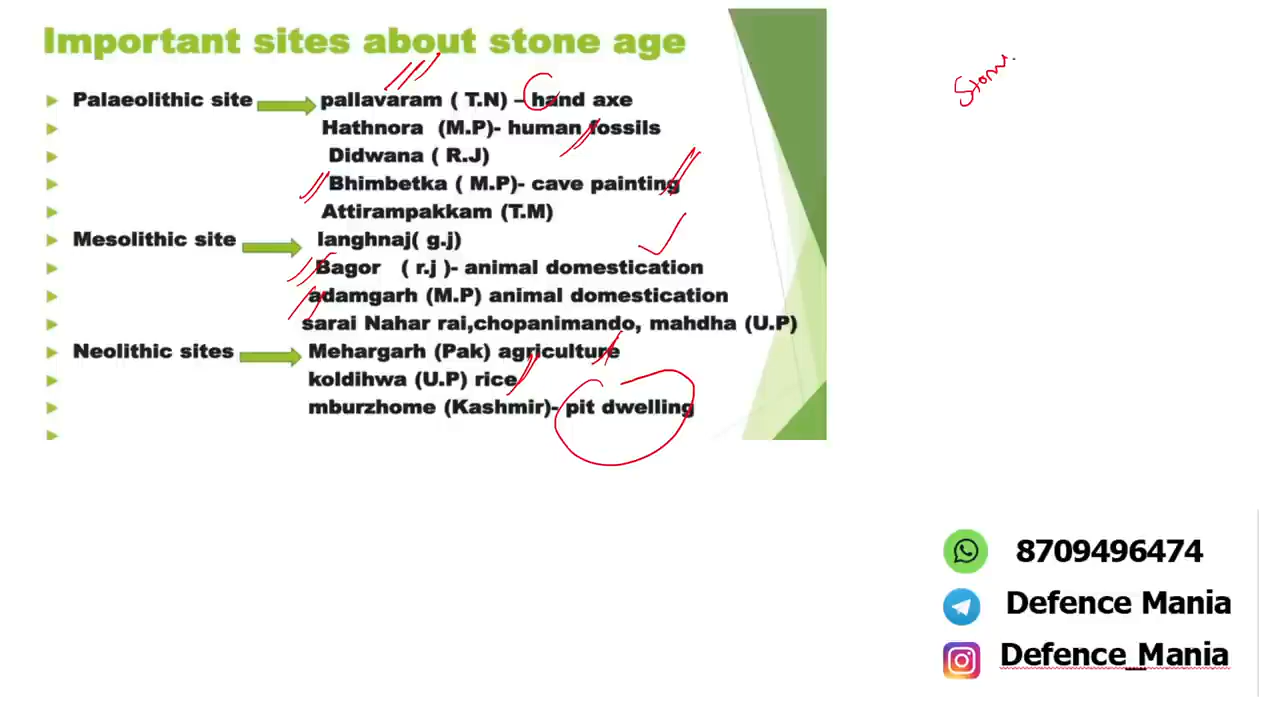 Important sites about stone age
Palaeolithic site pallavaram ( T.N) – hand axe
Hathnora (M.P)- human fossils
Didwana ( R.J)
Bhimbetka ( M.P)- cave painting
Attirampakkam (T.M)
Mesolithic site langhnaj( g.j)
Bagor ( r.j )- animal domestication
adamgarh (M.P) animal domestication
sarai Nahar rai,chopanimando, mahdha (U.P)
Neolithic sites Mehargarh (Pak) agriculture
koldihwa (U.P) rice
mburzhome (Kashmir)- pit dwelling
Stone
8709496474
Defence Mania
Defence_Mania